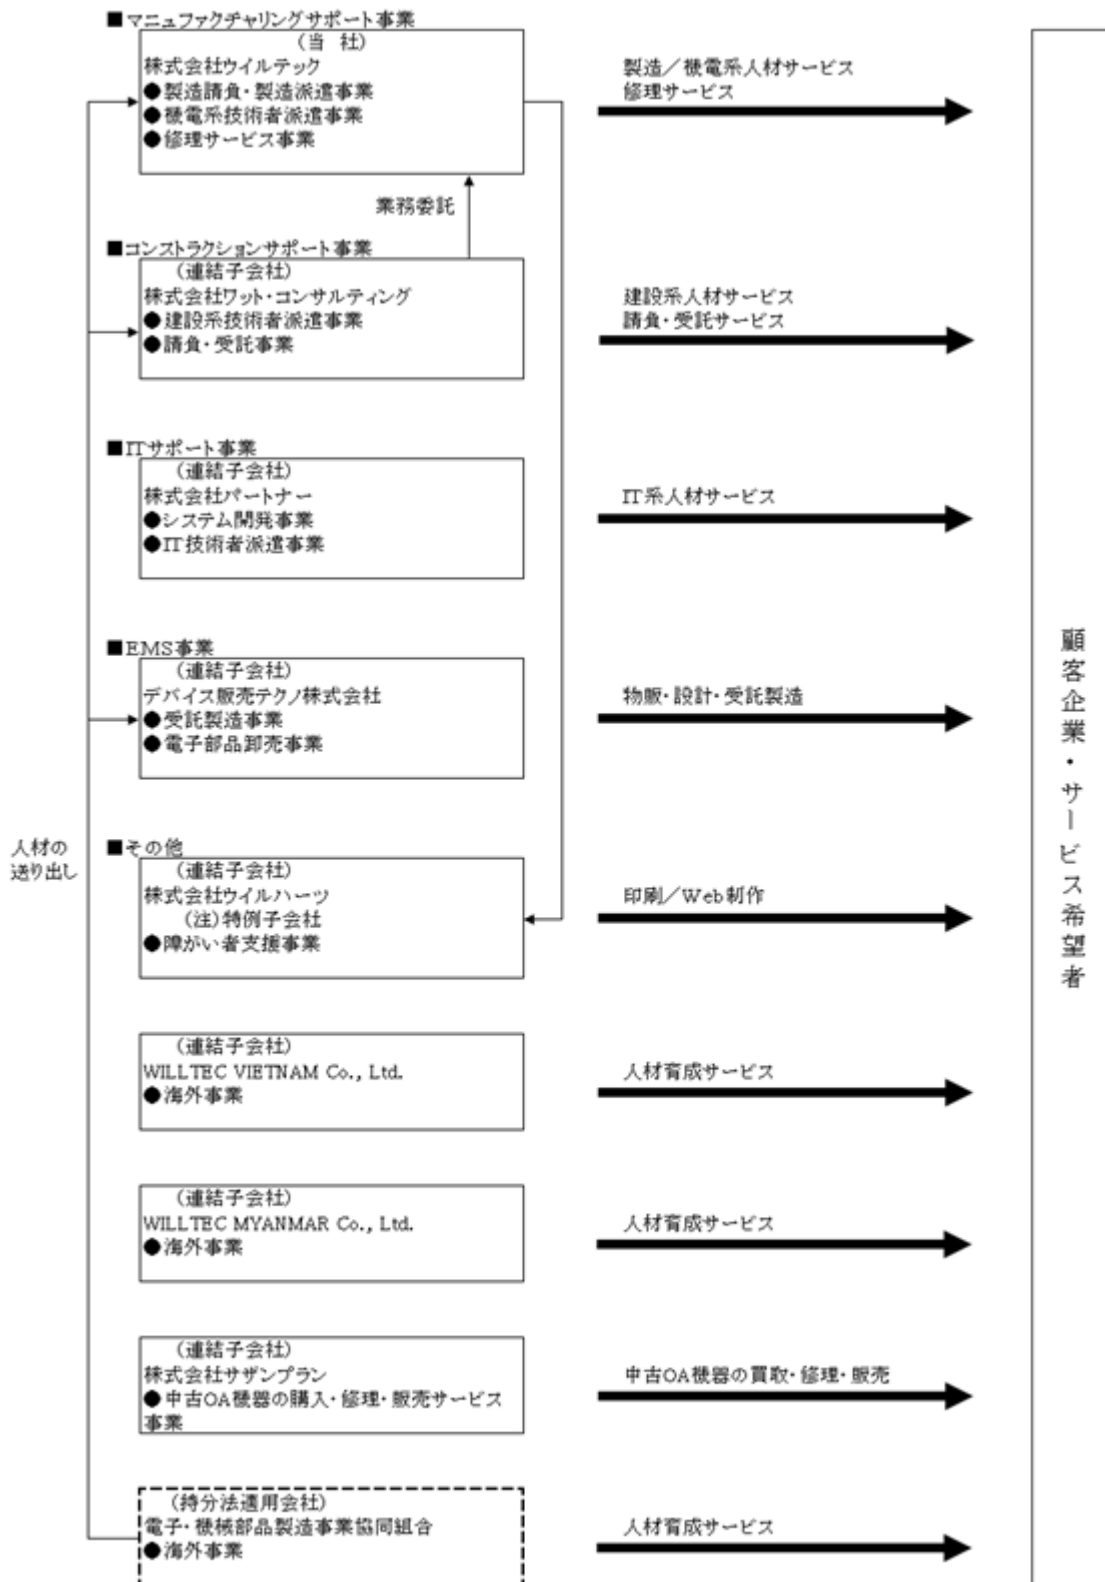 ■マニュファクチャリングサポート事業
(当 社)
株式会社ウイルテック
●製造請負・製造派遣事業
●機電系技術者派遣事業
●修理サービス事業
製造／機電系人材サービス
修理サービス
業務委託
■コンストラクションサポート事業
(連結子会社)
株式会社ワット・コンサルティング
●建設系技術者派遣事業
●請負・受託事業
建設系人材サービス
請負・受託サービス
■ITサポート事業
(連結子会社)
株式会社パートナー
●システム開発事業
●IT技術者派遣事業
IT系人材サービス
■EMS事業
(連結子会社)
デバイス販売テクノ株式会社
●受託製造事業
●電子部品卸売事業
物販・設計・受託製造
人材の
送り出し
■その他
(連結子会社)
株式会社ウイルハーツ
(注)特例子会社
●障がい者支援事業
印刷／Web制作
(連結子会社)
WILLTEC VIETNAM Co., Ltd.
●海外事業
人材育成サービス
(連結子会社)
WILLTEC MYANMAR Co., Ltd.
●海外事業
人材育成サービス
(連結子会社)
株式会社サザンプラン
●中古OA機器の購入・修理・販売サービス
事業
中古OA機器の買取・修理・販売
(持分法適用会社)
電子・機械部品製造事業協同組合
●海外事業
人材育成サービス
顧客企業・サービス希望者